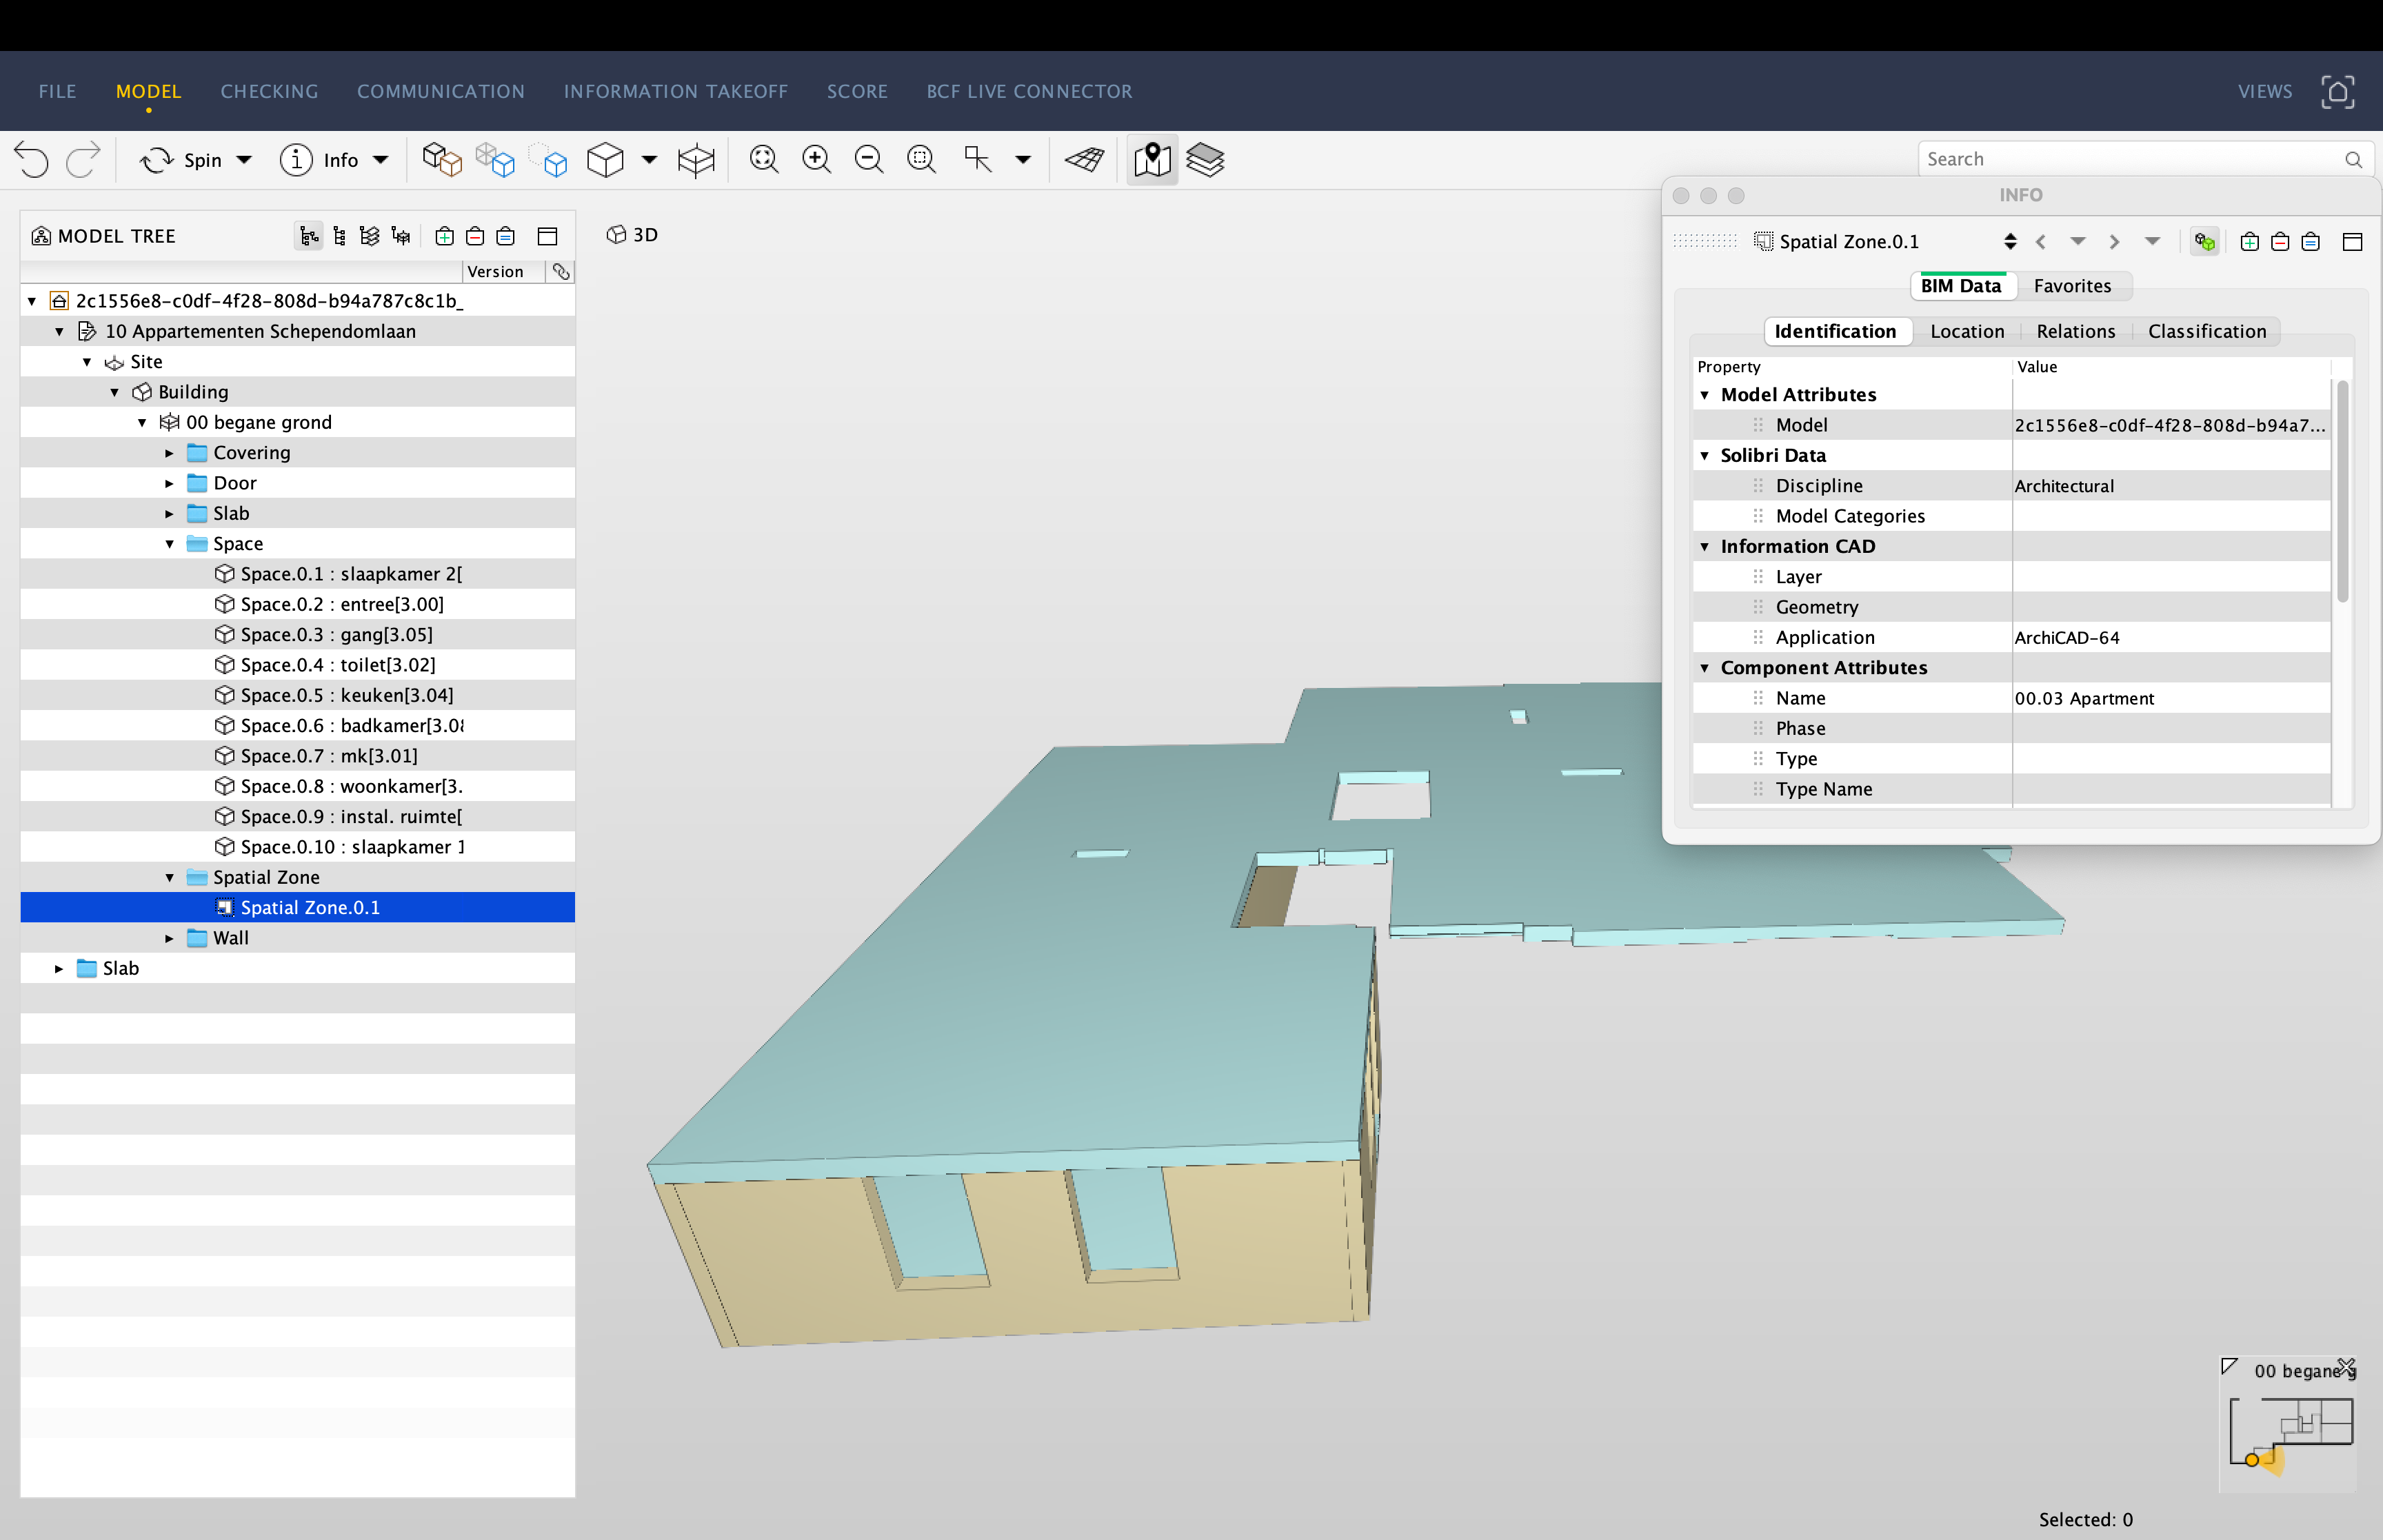 FILE MODEL CHECKING COMMUNICATION INFORMATION TAKEOFF SCORE BCF LIVE CONNECTOR VIEWS
Spin Info Search
MODEL TREE
Version
2c1556e8-c0df-4f28-808d-b94a787c8c1b_
10 Appartementen Schependomlaan
Site
Building
00 begane grond
Covering
Door
Slab
Space
Space.0.1 : slaapkamer 2[
Space.0.2 : entree[3.00]
Space.0.3 : gang[3.05]
Space.0.4 : toilet[3.02]
Space.0.5 : keuken[3.04]
Space.0.6 : badkamer[3.0
Space.0.7 : mk[3.01]
Space.0.8 : woonkamer[3.
Space.0.9 : instal. ruimte[
Space.0.10 : slaapkamer 1
Spatial Zone
Spatial Zone.0.1
Wall
Slab
3D
INFO
Spatial Zone.0.1
BIM Data Favorites
Identification Location Relations Classification
Property Value
Model Attributes
Model 2c1556e8-c0df-4f28-808d-b94a7...
Solibri Data
Discipline Architectural
Model Categories
Information CAD
Layer
Geometry
Application ArchiCAD-64
Component Attributes
Name 00.03 Apartment
Phase
Type
Type Name
00 begane g
Selected: 0